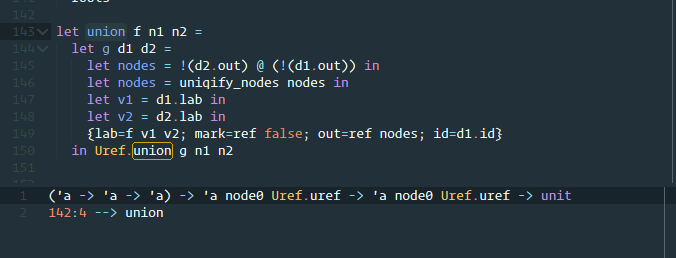 142
143 let union f n1 n2 =
144 let g d1 d2 =
145 let nodes = !(d2.out) @ (!(d1.out)) in
146 let nodes = uniqify_nodes nodes in
147 let v1 = d1.lab in
148 let v2 = d2.lab in
149 {lab=f v1 v2; mark=ref false; out=ref nodes; id=d1.id}
150 in Uref.union g n1 n2
151
1 ('a -> 'a -> 'a) -> 'a node0 Uref.uref -> 'a node0 Uref.uref -> unit
2 142:4 --> union